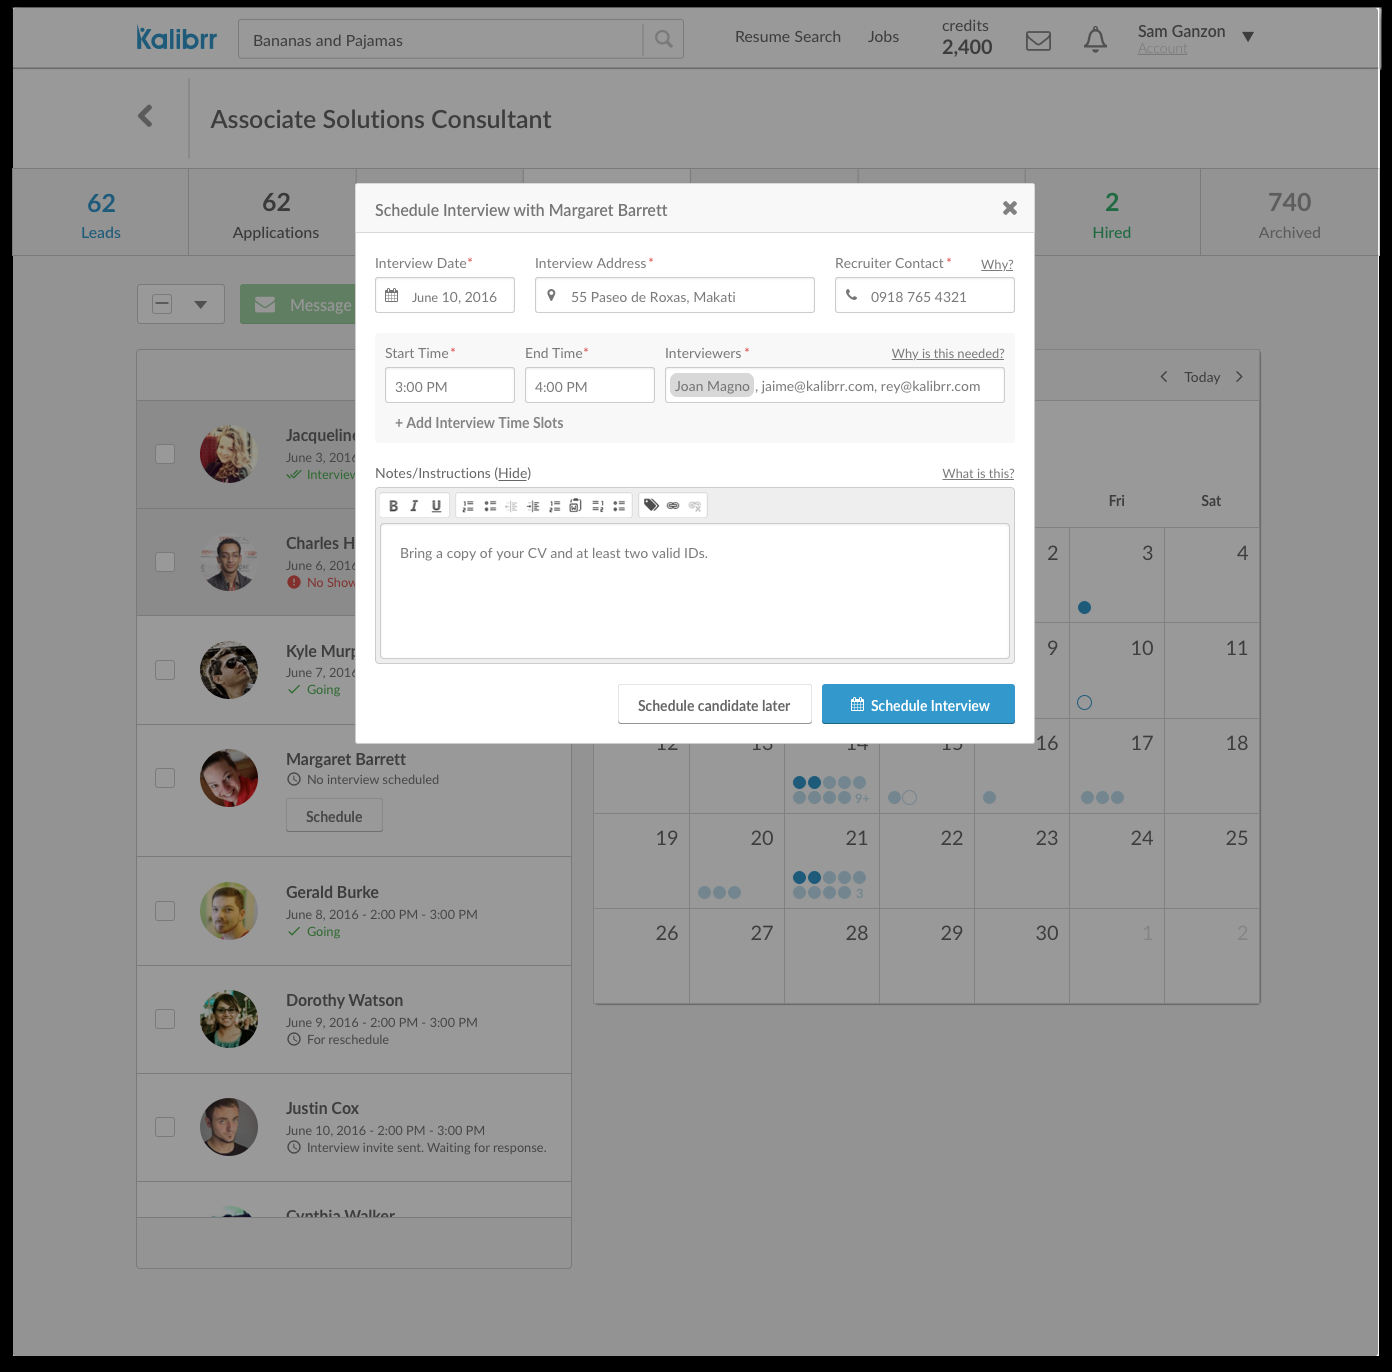 Kalibrr
Bananas and Pajamas
Resume Search
Jobs
credits
2,400
Sam Ganzon
Account
Associate Solutions Consultant
62
Leads
62
Applications
2
Hired
740
Archived
Message
Schedule Interview with Margaret Barrett
Interview Date*
Interview Address*
Recruiter Contact*
Why?
June 10, 2016
55 Paseo de Roxas, Makati
0918 765 4321
Start Time*
End Time*
Interviewers*
Why is this needed?
3:00 PM
4:00 PM
Joan Magno, jaime@kalibrr.com, rey@kalibrr.com
+ Add Interview Time Slots
Notes/Instructions (Hide)
What is this?
B I U
Bring a copy of your CV and at least two valid IDs.
Schedule candidate later
Schedule Interview
Jacqueline
June 3, 2016
Interview
Charles H
June 6, 2016
No Show
Kyle Murp
June 7, 2016
Going
Margaret Barrett
No interview scheduled
Schedule
Gerald Burke
June 8, 2016 - 2:00 PM - 3:00 PM
Going
Dorothy Watson
June 9, 2016 - 2:00 PM - 3:00 PM
For reschedule
Justin Cox
June 10, 2016 - 2:00 PM - 3:00 PM
Interview invite sent. Waiting for response.
Cynthia Walker
Today
Fri Sat
2 3 4
9 10 11
12 13 14 15 16 17 18
9+
19 20 21 22 23 24 25
3
26 27 28 29 30 1 2